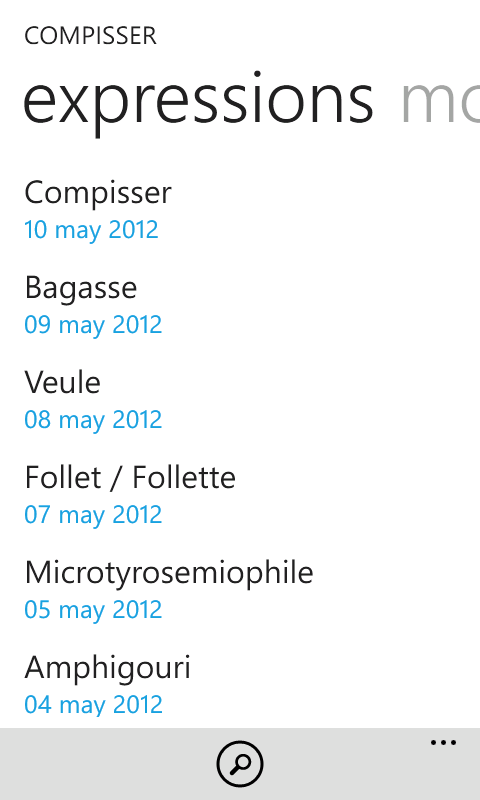 COMPISSER
expressions mo
Compisser
10 may 2012
Bagasse
09 may 2012
Veule
08 may 2012
Follet / Follette
07 may 2012
Microtyrosemiophile
05 may 2012
Amphigouri
04 may 2012